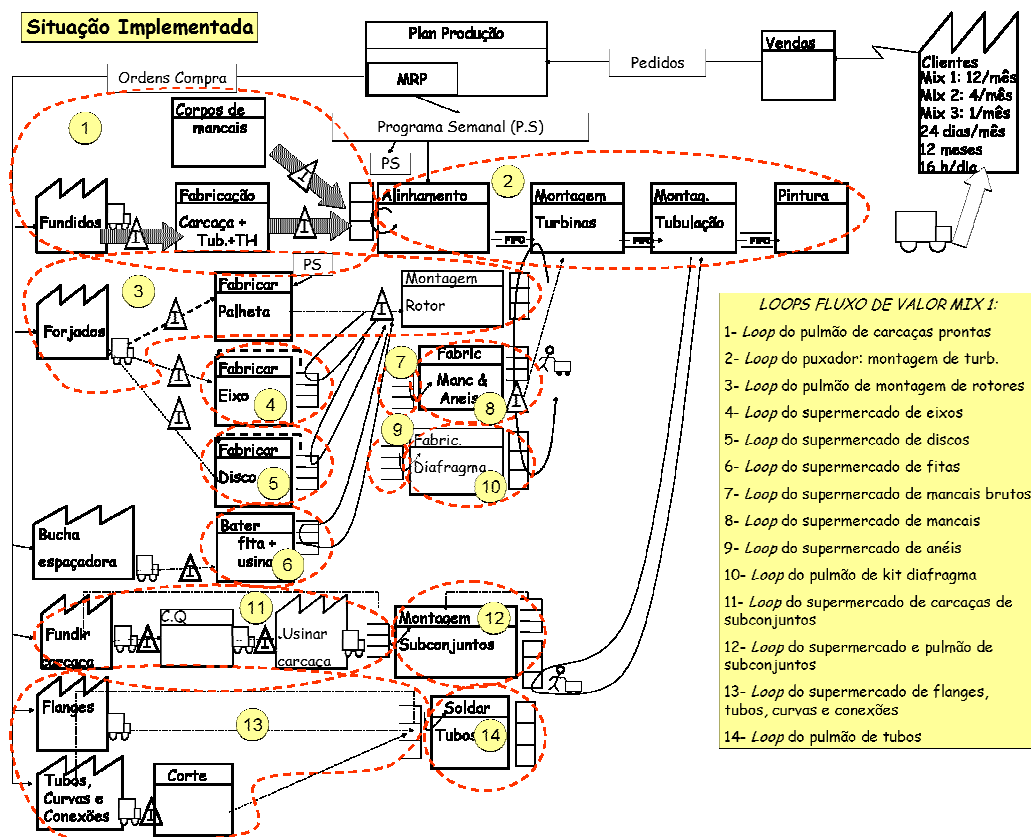 Situação Implementada
Plan Produção
MRP
Vendas
Pedidos
Ordens Compra
Clientes
Mix 1: 12/mês
Mix 2: 4/mês
Mix 3: 1/mês
24 dias/mês
12 meses
16 h/dia
Programa Semanal (P.S)
PS
1
Corpos de
mancais
I
Fundidos
I
Fabricação
Carcaça +
Tub.+TH
I
Alinhamento
2
FIFO
Montagem
Turbinas
FIFO
Montag.
Tubulação
FIFO
Pintura
PS
3
Forjados
I
Fabricar
Palheta
I
Montagem
Rotor
I
Fabricar
Eixo
4
I
Fabricar
Disco
5
7
Fabric
Manc &
Aneis
8
I
9
Fabric.
Diafragma
10
Bucha
espaçadora
I
Bater
fita +
usina
6
11
Fundir
carcaça
I
C.Q
I
Usinar
carcaça
Montagem
12
Subconjuntos
Flanges
13
Soldar
Tubos
14
Tubos,
Curvas e
Conexões
I
Corte
LOOPS FLUXO DE VALOR MIX 1:
1- Loop do pulmão de carcaças prontas
2- Loop do puxador: montagem de turb.
3- Loop do pulmão de montagem de rotores
4- Loop do supermercado de eixos
5- Loop do supermercado de discos
6- Loop do supermercado de fitas
7- Loop do supermercado de mancais brutos
8- Loop do supermercado de mancais
9- Loop do supermercado de anéis
10- Loop do pulmão de kit diafragma
11- Loop do supermercado de carcaças de
subconjuntos
12- Loop do supermercado e pulmão de
subconjuntos
13- Loop do supermercado de flanges,
tubos, curvas e conexões
14- Loop do pulmão de tubos